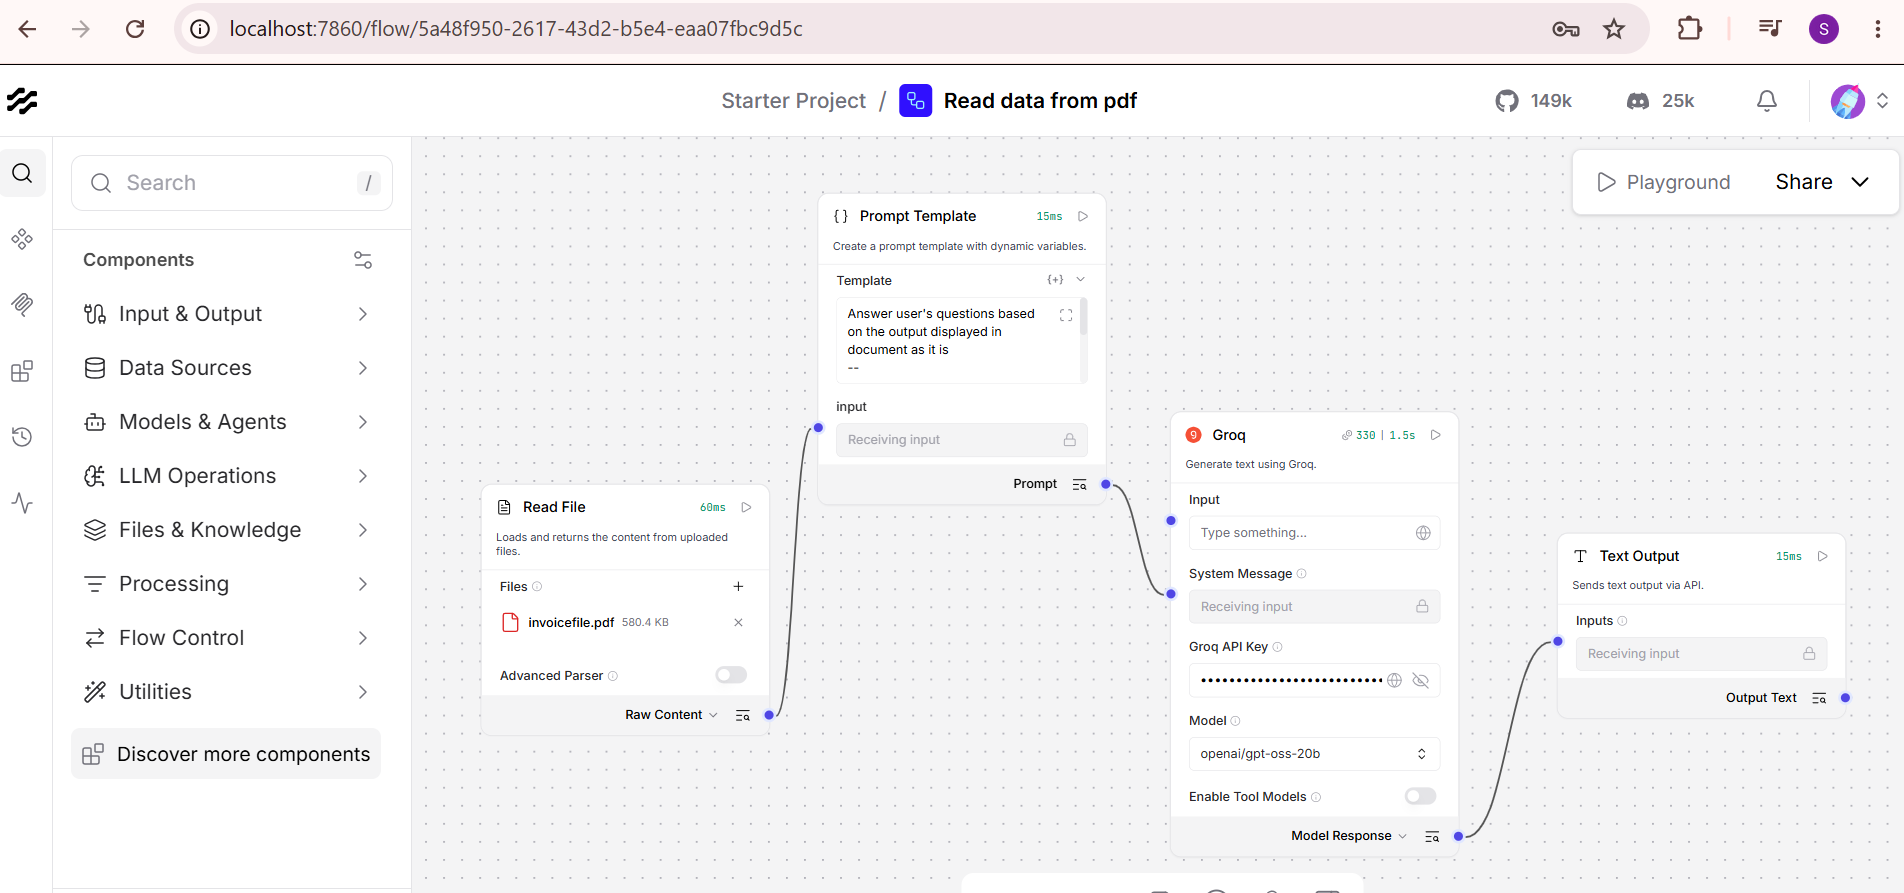 localhost:7860/flow/5a48f950-2617-43d2-b5e4-eaa07fbc9d5c
S
Starter Project / Read data from pdf
149k
25k
Search
/
Components
Input & Output
Data Sources
Models & Agents
LLM Operations
Files & Knowledge
Processing
Flow Control
Utilities
Discover more components
Playground
Share
Read File
60ms
Loads and returns the content from uploaded
files.
Files
invoicefile.pdf 580.4 KB
Advanced Parser
Raw Content
{} Prompt Template
15ms
Create a prompt template with dynamic variables.
Template
{+}
Answer user's questions based
on the output displayed in
document as it is
--
input
Receiving input
Prompt
9 Groq
330 | 1.5s
Generate text using Groq.
Input
Type something...
System Message
Receiving input
Groq API Key
••••••••••••••••••••••••••
Model
openai/gpt-oss-20b
Enable Tool Models
Model Response
T Text Output
15ms
Sends text output via API.
Inputs
Receiving input
Output Text